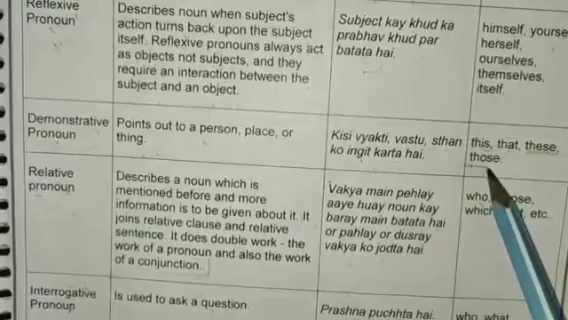 Reflexive
Pronoun
Describes noun when subject's
action turns back upon the subject
itself. Reflexive pronouns always act
as objects not subjects, and they
require an interaction between the
subject and an object.
Subject kay khud ka
prabhav khud par
batata hai.
himself,
herself,
ourselves,
themselves,
itself.
Demonstrative
Pronoun
Points out to a person, place, or
thing.
Kisi vyakti, vastu, sthan
ko ingit karta hai.
this, that, these,
those.
Relative
pronoun
Describes a noun which is
mentioned before and more
information is to be given about it. It
joins relative clause and relative
sentence. It does double work - the
work of a pronoun and also the work
of a conjunction.
Vakya main pehlay
aaye huay noun kay
baray main batata hai
or pahlay or dusray
vakya ko jodta hai.
who,
etc..
Interrogative
Pronoun
Is used to ask a question.
Prashna puchhta hai.
who, what